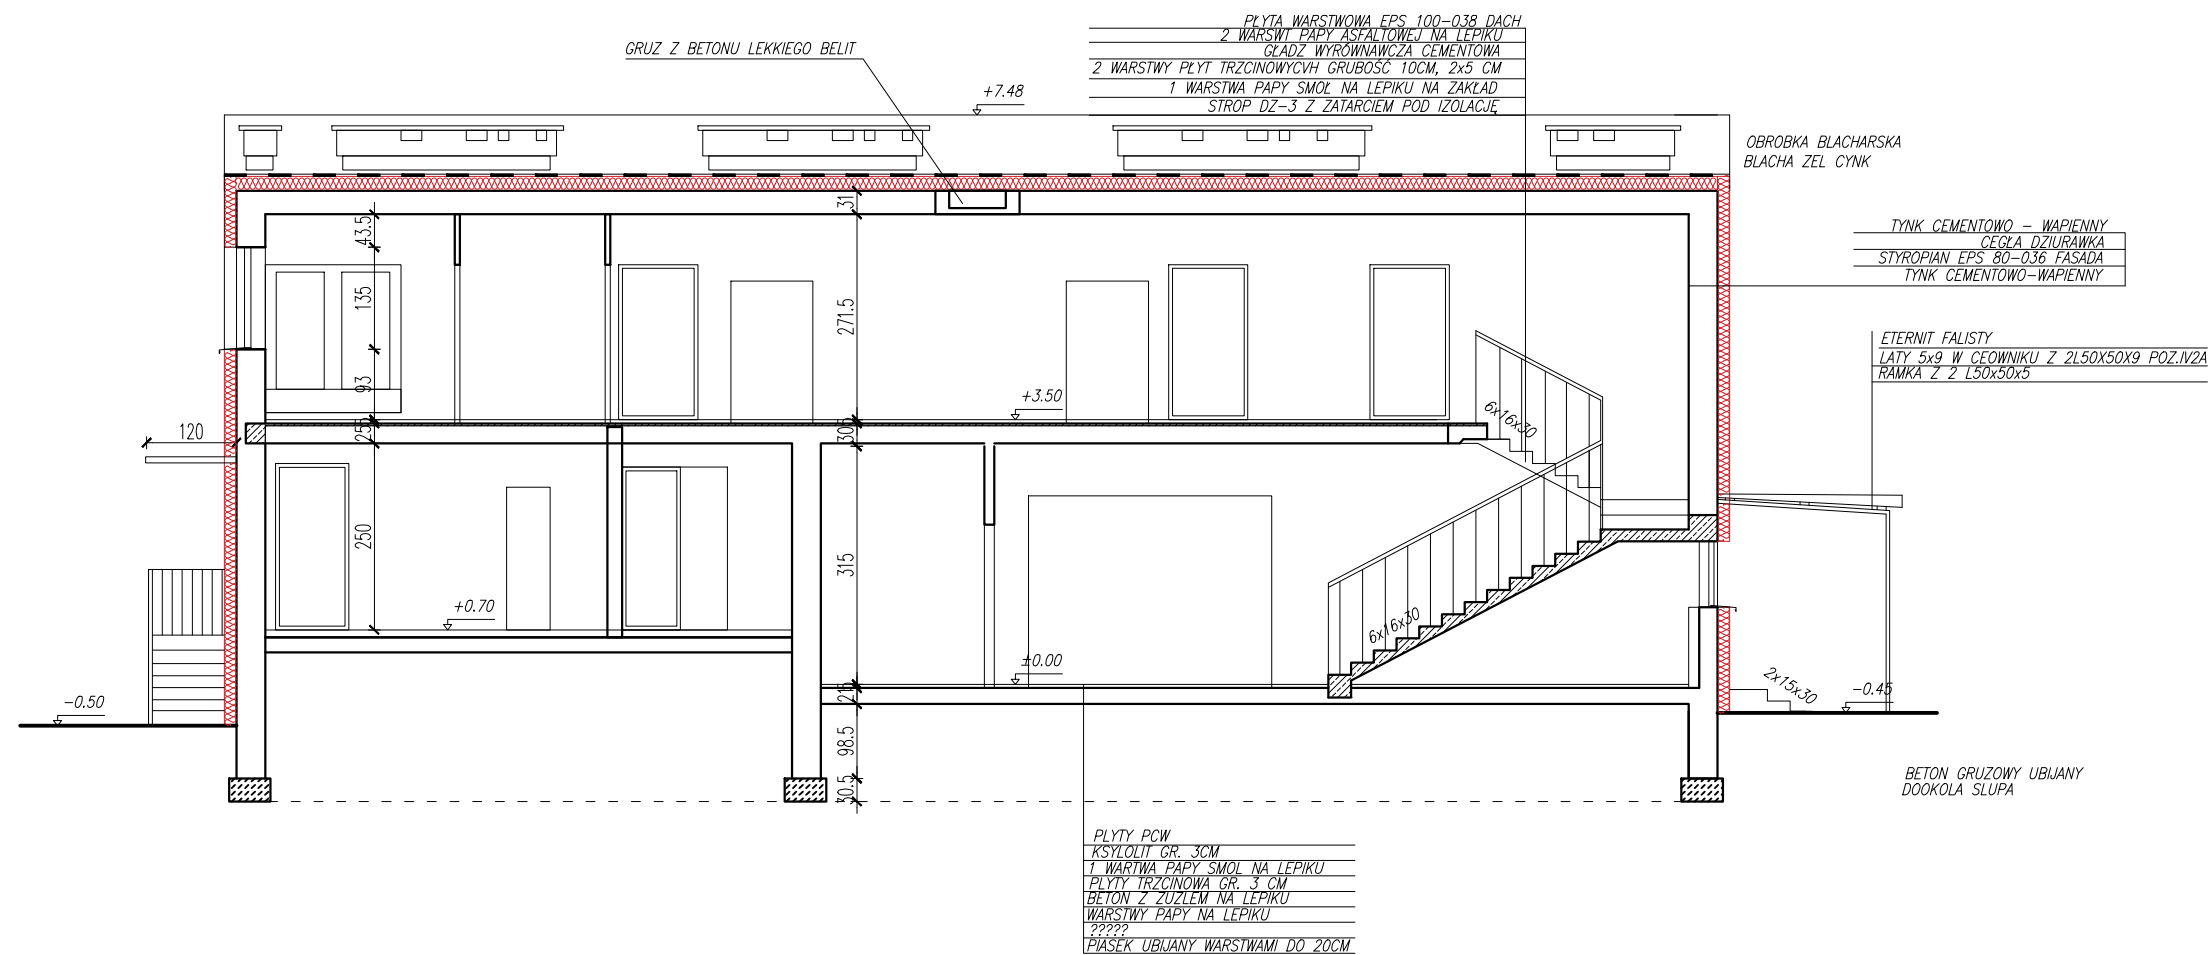 PŁYTA WARSTWOWA EPS 100-038 DACH
2 WARSWT PAPY ASFALTOWEJ NA LEPIKU
GŁADZ WYRÓWNAWCZA CEMENTOWA
2 WARSTWY PŁYT TRZCINOWYCVH GRUBOŚĆ 10CM, 2x5 CM
1 WARSTWA PAPY SMOŁ NA LEPIKU NA ZAKŁAD
STROP DZ-3 Z ZATARCIEM POD IZOLACJĘ
GRUZ Z BETONU LEKKIEGO BELIT
+7.48
OBROBKA BLACHARSKA
BLACHA ZEL CYNK
TYNK CEMENTOWO - WAPIENNY
CEGŁA DZIURAWKA
STYROPIAN EPS 80-036 FASADA
TYNK CEMENTOWO-WAPIENNY
ETERNIT FALISTY
LATY 5x9 W CEOWNIKU Z 2L50X50X9 POZ.IV2A
RAMKA Z 2 L50x50x5
31
43.5
135
271.5
93
+3.50
6x16x30
120
250
315
+0.70
6x16x30
±0.00
2x15x30
-0.50
-0.45
98.5
30.5
BETON GRUZOWY UBIJANY
DOOKOLA SLUPA
PLYTY PCW
KSYLOLIT GR. 3CM
1 WARTWA PAPY SMOL NA LEPIKU
PLYTY TRZCINOWA GR. 3 CM
BETON Z ZUZLEM NA LEPIKU
WARSTWY PAPY NA LEPIKU
?????
PIASEK UBIJANY WARSTWAMI DO 20CM